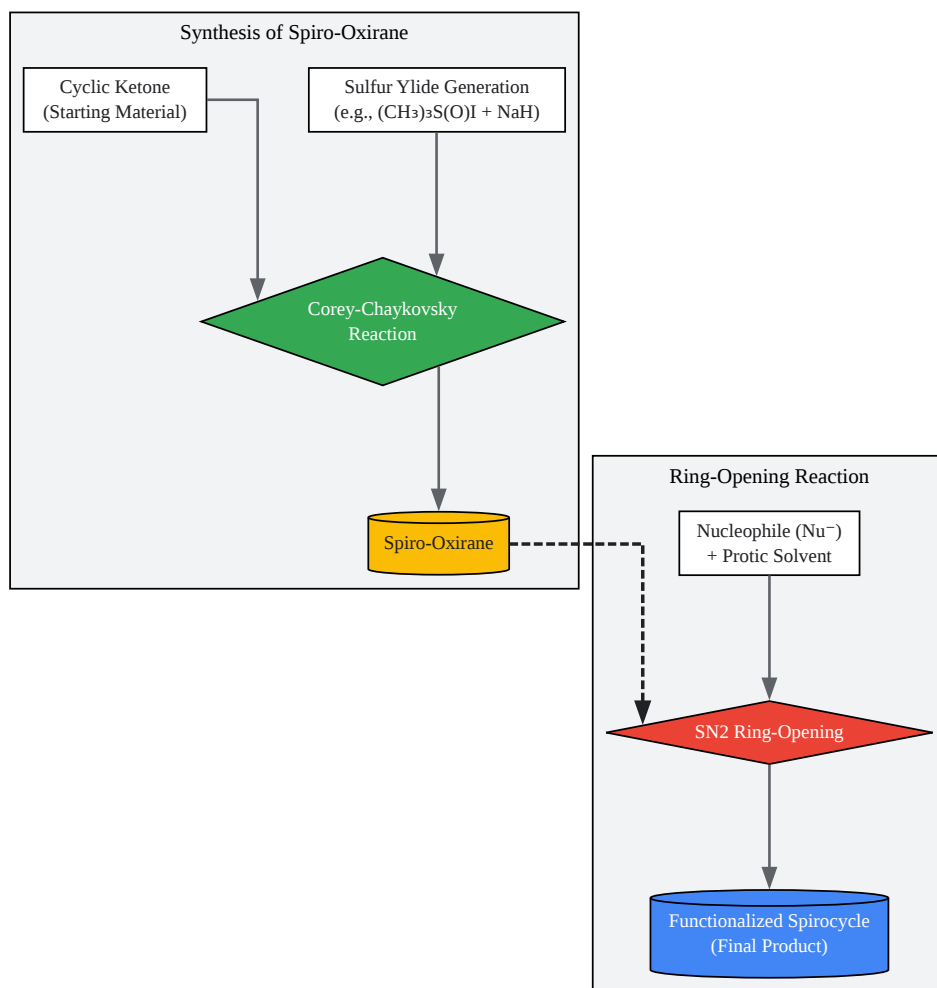 Synthesis of Spiro-Oxirane
Cyclic Ketone
(Starting Material)
Sulfur Ylide Generation
(e.g., (CH₃)₃S(O)I + NaH)
Corey-Chaykovsky
Reaction
Spiro-Oxirane
Ring-Opening Reaction
Nucleophile (Nu⁻)
+ Protic Solvent
SN2 Ring-Opening
Functionalized Spirocycle
(Final Product)